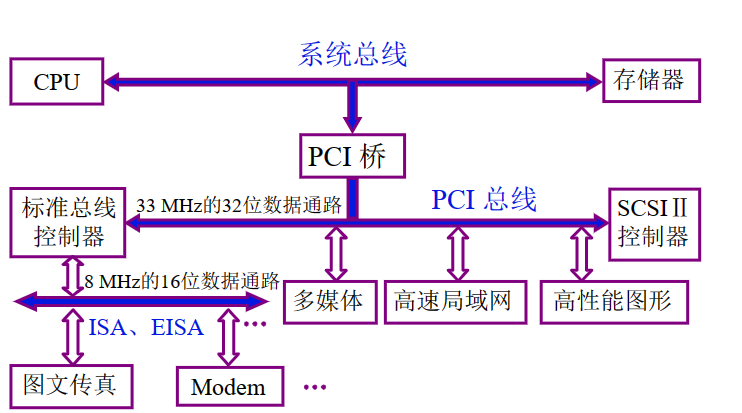 系统总线
CPU
存储器
PCI 桥
标准总线
控制器
33 MHz的32位数据通路
PCI 总线
SCSIⅡ
控制器
8 MHz的16位数据通路
多媒体
高速局域网
高性能图形
ISA、EISA
…
图文传真
Modem
…